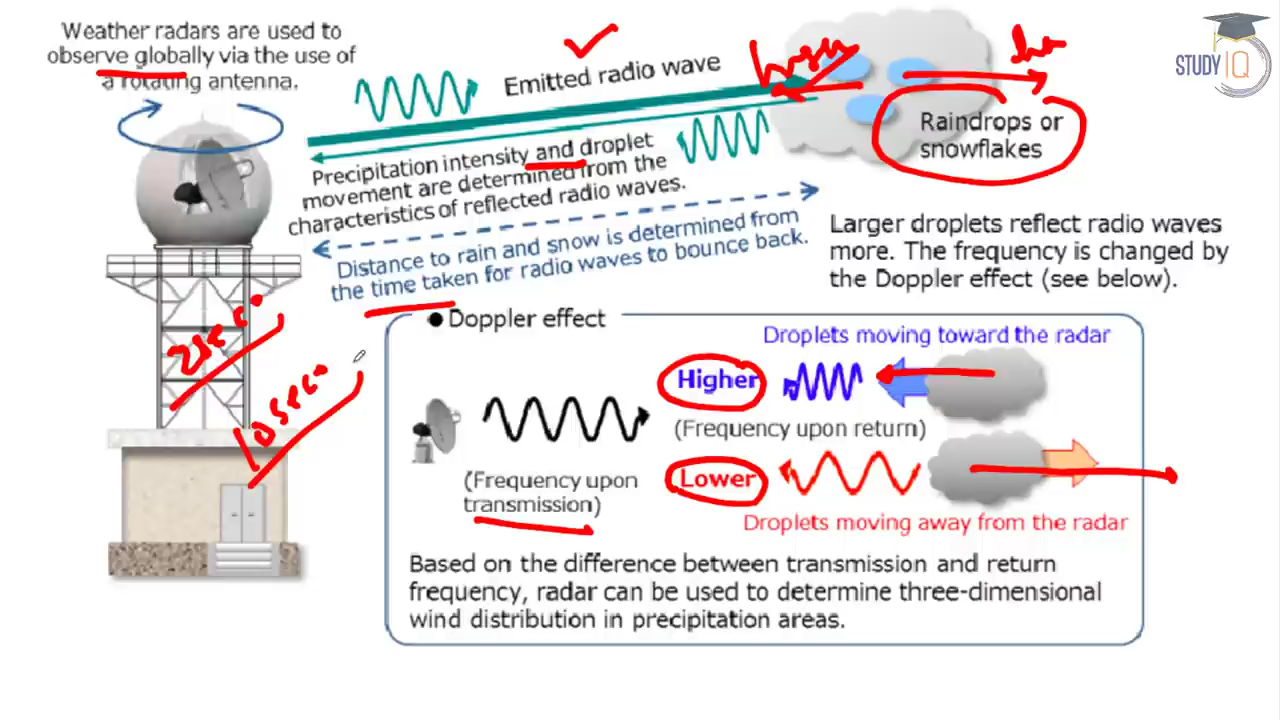 Weather radars are used to
observe globally via the use of
a rotating antenna.
Emitted radio wave
Precipitation intensity and droplet
movement are determined from the
characteristics of reflected radio waves.
Distance to rain and snow is determined from
the time taken for radio waves to bounce back.
Raindrops or
snowflakes
STUDY IQ
Larger droplets reflect radio waves
more. The frequency is changed by
the Doppler effect (see below).
● Doppler effect
Droplets moving toward the radar
Higher
(Frequency upon return)
Lower
(Frequency upon
transmission)
Droplets moving away from the radar
Based on the difference between transmission and return
frequency, radar can be used to determine three-dimensional
wind distribution in precipitation areas.
10 sec